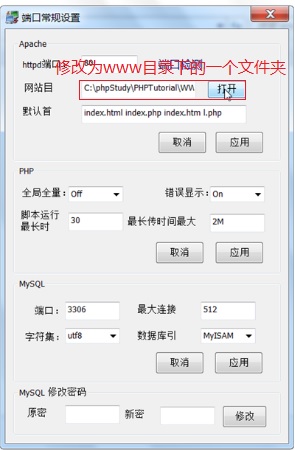 端口常规设置
Apache
httpd端口 80 端口检测
修改为www目录下的一个文件夹
网站目 C:\phpStudy\PHPTutorial\WW 打开
默认首 index.html index.php index.htm l.php
取消 应用
PHP
全局全量: Off 错误显示: On
脚本运行最长时 30 最长传时间最大 2M
取消 应用
MySQL
端口: 3306 最大连接 512
字符集: utf8 数据库引 MyISAM
取消 应用
MySQL 修改密码
原密 新密 修改